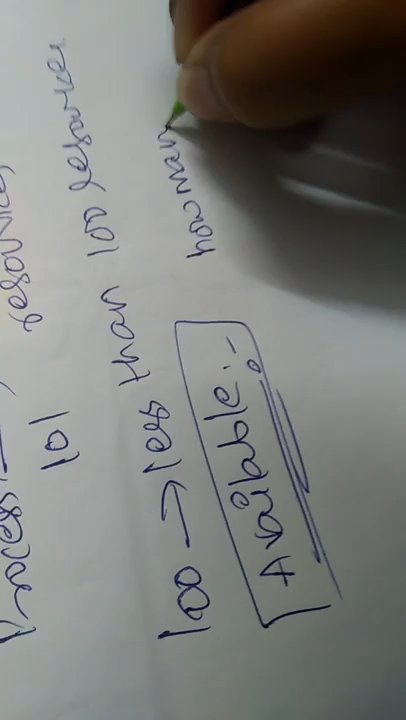 Process → resources
101
100 → less than 100 resources
Available :- how man